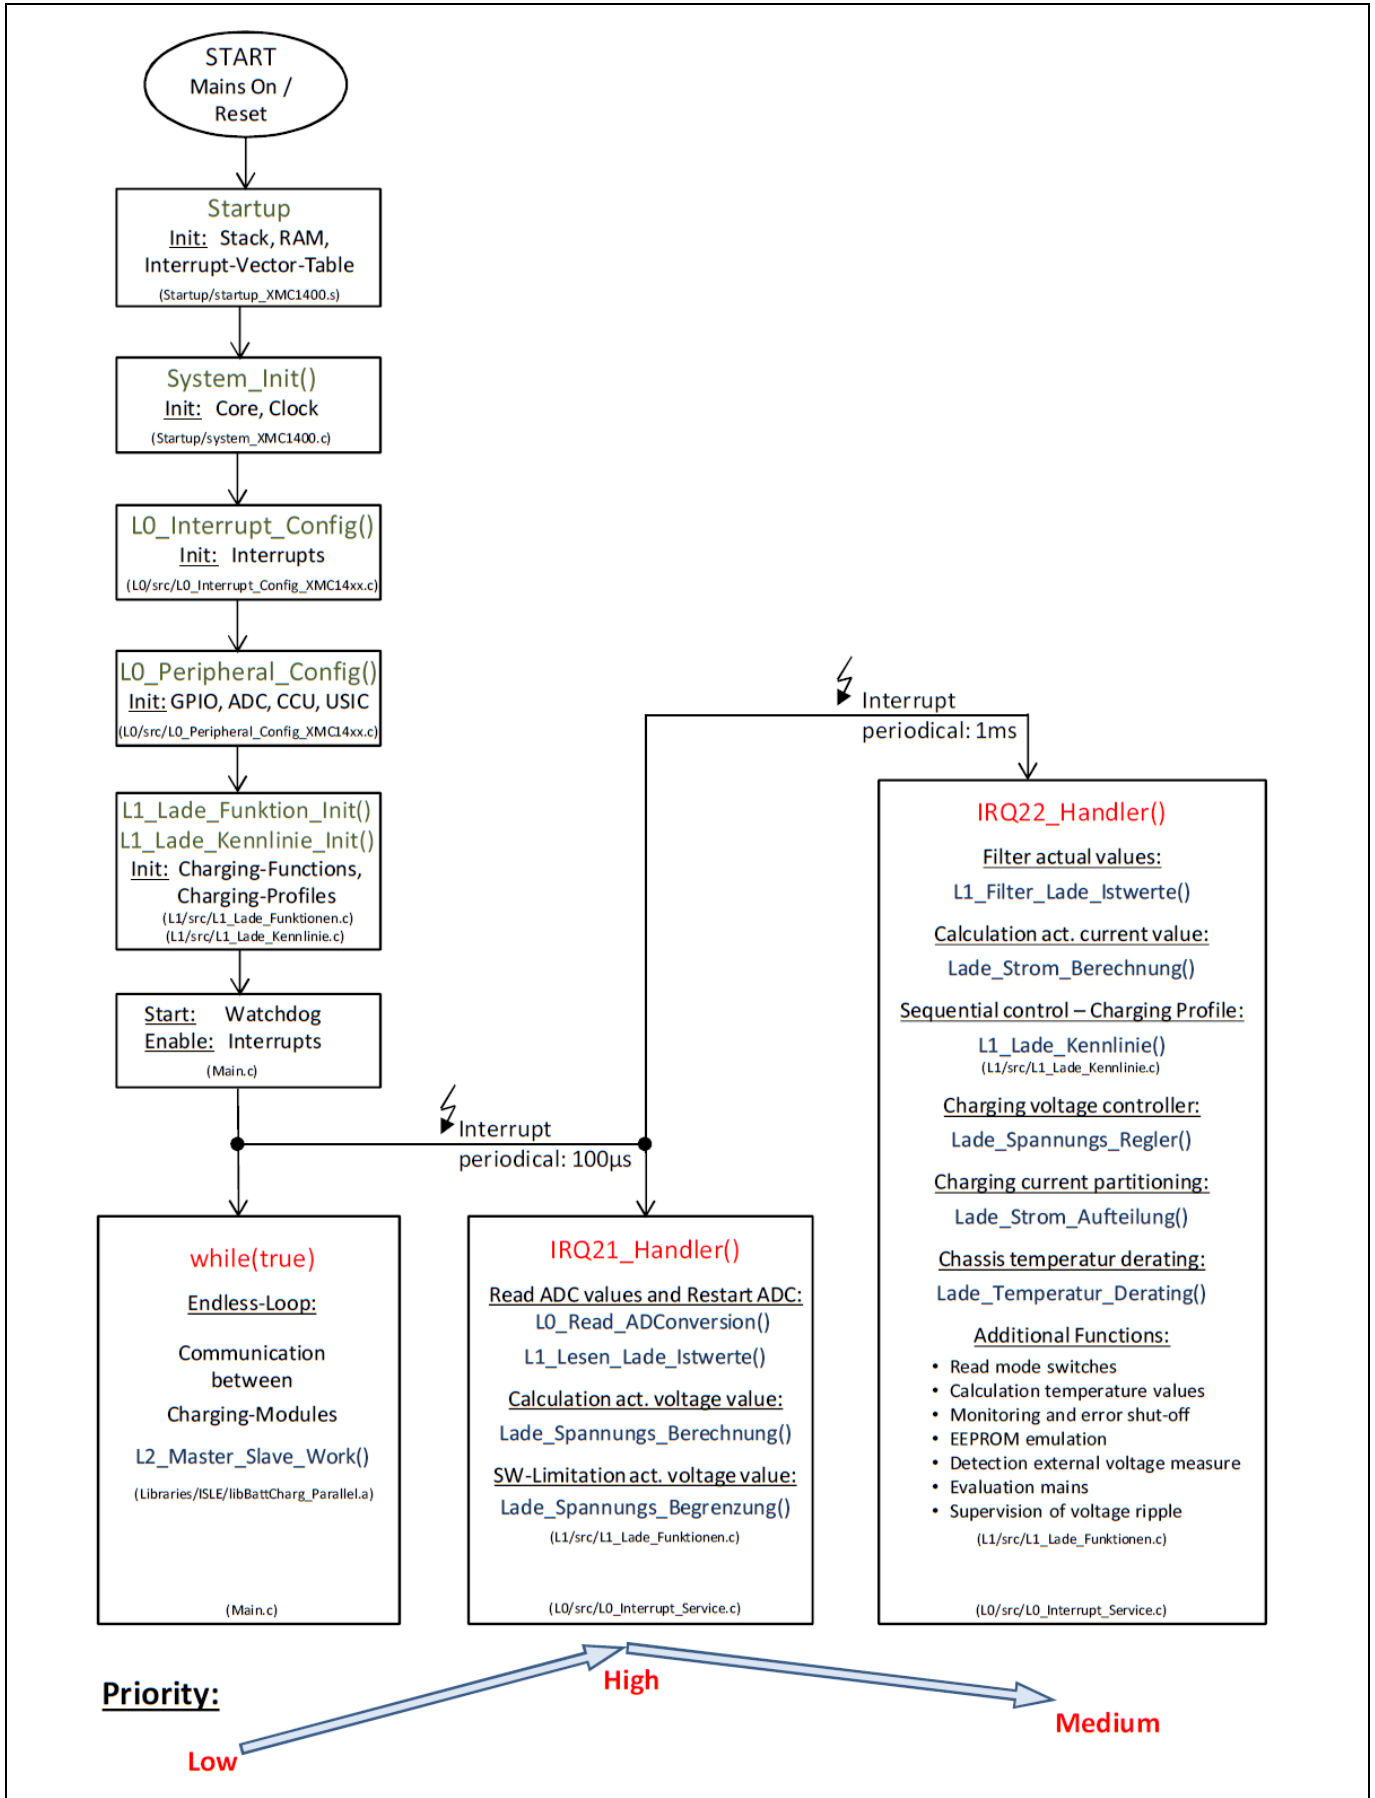 START
Mains On /
Reset
Startup
Init: Stack, RAM,
Interrupt-Vector-Table
(Startup/startup_XMC1400.s)
System_Init()
Init: Core, Clock
(Startup/system_XMC1400.c)
L0_Interrupt_Config()
Init: Interrupts
(L0/src/L0_Interrupt_Config_XMC14xx.c)
L0_Peripheral_Config()
Init: GPIO, ADC, CCU, USIC
(L0/src/L0_Peripheral_Config_XMC14xx.c)
L1_Lade_Funktion_Init()
L1_Lade_Kennlinie_Init()
Init: Charging-Functions,
Charging-Profiles
(L1/src/L1_Lade_Funktionen.c)
(L1/src/L1_Lade_Kennlinie.c)
Start: Watchdog
Enable: Interrupts
(Main.c)
Interrupt
periodical: 100µs
Interrupt
periodical: 1ms
while(true)
Endless-Loop:
Communication
between
Charging-Modules
L2_Master_Slave_Work()
(Libraries/ISLE/libBattCharg_Parallel.a)
(Main.c)
IRQ21_Handler()
Read ADC values and Restart ADC:
L0_Read_ADConversion()
L1_Lesen_Lade_Istwerte()
Calculation act. voltage value:
Lade_Spannungs_Berechnung()
SW-Limitation act. voltage value:
Lade_Spannungs_Begrenzung()
(L1/src/L1_Lade_Funktionen.c)
(L0/src/L0_Interrupt_Service.c)
IRQ22_Handler()
Filter actual values:
L1_Filter_Lade_Istwerte()
Calculation act. current value:
Lade_Strom_Berechnung()
Sequential control – Charging Profile:
L1_Lade_Kennlinie()
(L1/src/L1_Lade_Kennlinie.c)
Charging voltage controller:
Lade_Spannungs_Regler()
Charging current partitioning:
Lade_Strom_Aufteilung()
Chassis temperatur derating:
Lade_Temperatur_Derating()
Additional Functions:
• Read mode switches
• Calculation temperature values
• Monitoring and error shut-off
• EEPROM emulation
• Detection external voltage measure
• Evaluation mains
• Supervision of voltage ripple
(L1/src/L1_Lade_Funktionen.c)
(L0/src/L0_Interrupt_Service.c)
Priority:
Low
High
Medium